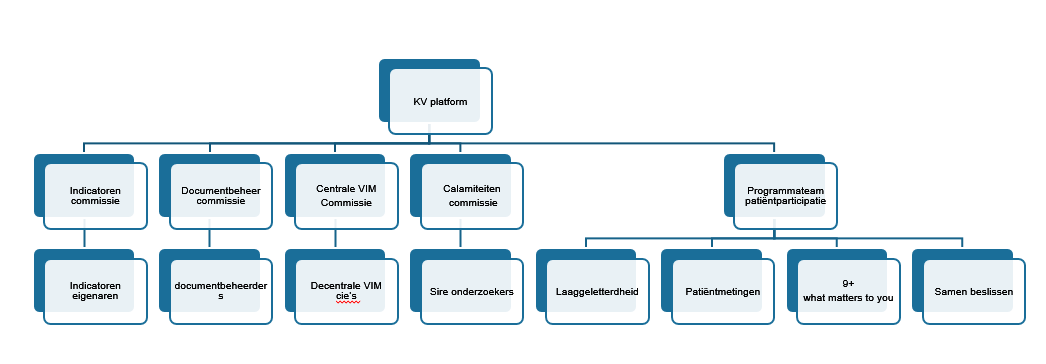 KV platform
Indicatoren
commissie
Documentbeheer
commissie
Centrale VIM
Commissie
Calamiteiten
commissie
Programmateam
patiëntparticipatie
Indicatoren
eigenaren
documentbeheerder
s
Decentrale VIM
cie's
Sire onderzoekers
Laaggeletterdheid
Patiëntmetingen
9+
what matters to you
Samen beslissen